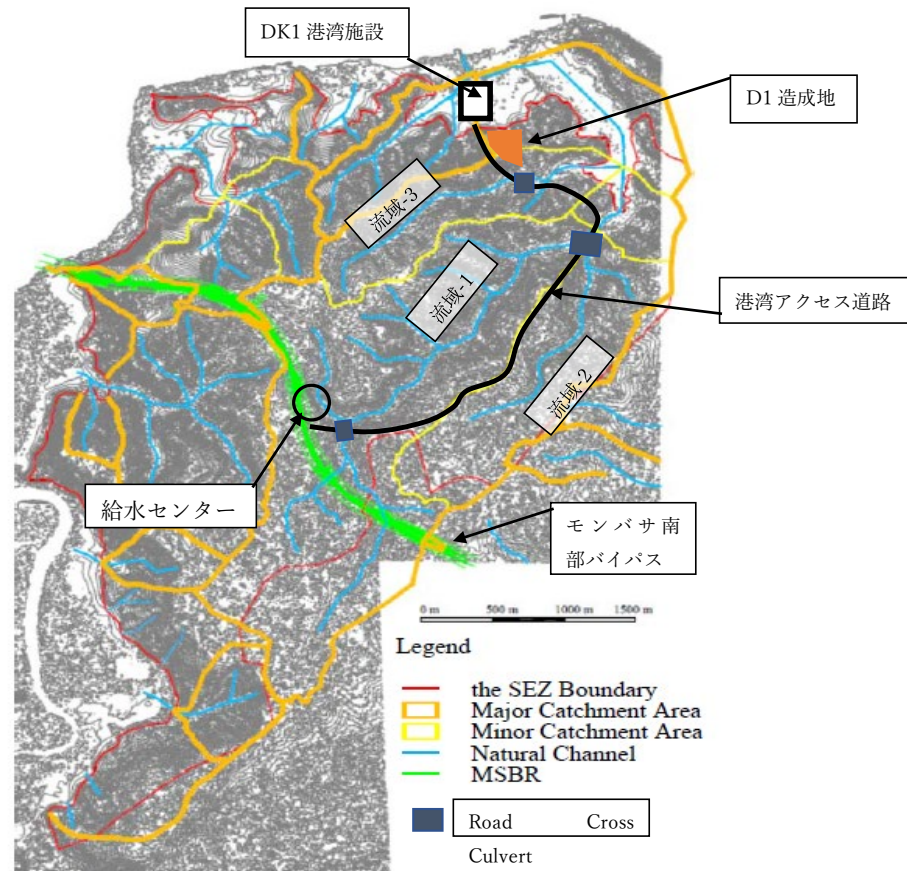 DK1 港湾施設
D1 造成地
流域-3
流域-1
港湾アクセス道路
流域-2
給水センター
モンバサ南
部バイパス
0 m 500 m 1000 m 1500 m
Legend
the SEZ Boundary
Major Catchment Area
Minor Catchment Area
Natural Channel
MSBR
Road Cross
Culvert